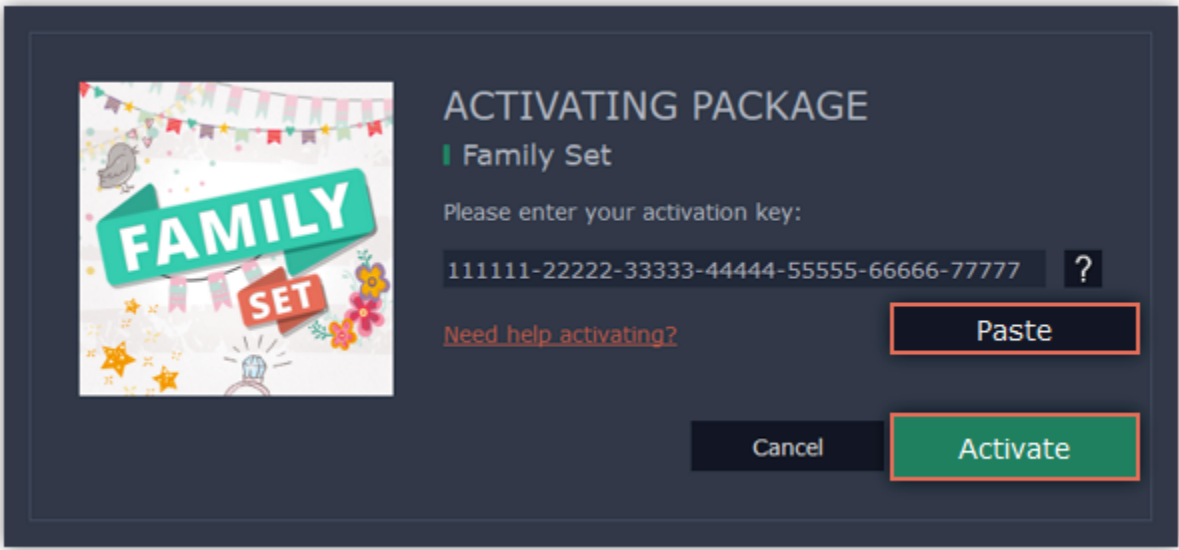 ACTIVATING PACKAGE
Family Set
FAMILY
SET
Please enter your activation key:
111111-22222-33333-44444-55555-66666-77777
?
Need help activating?
Paste
Cancel
Activate